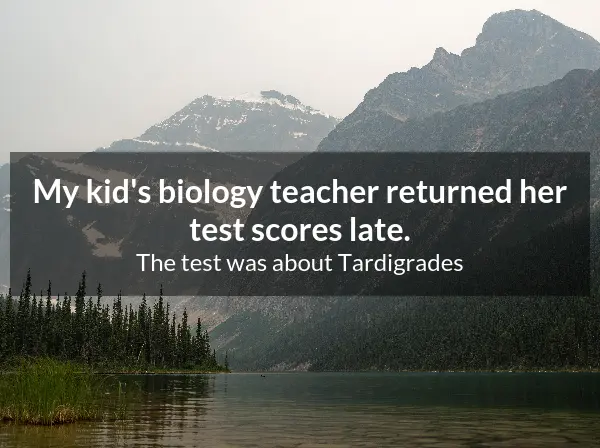 My kid's biology teacher returned her
test scores late.
The test was about Tardigrades